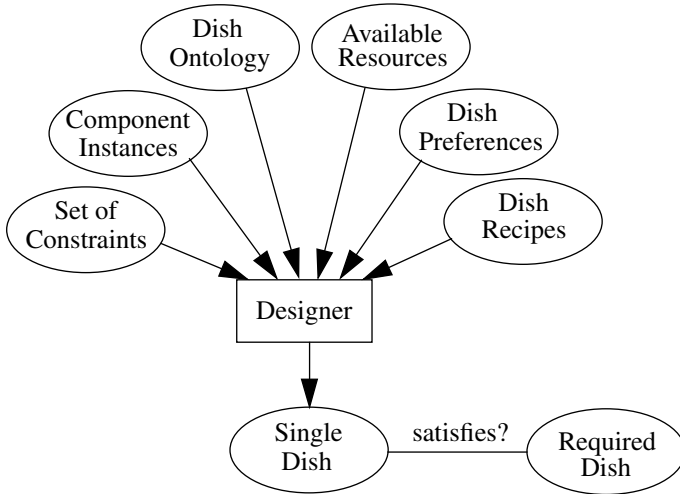 Dish
Ontology
Available
Resources
Component
Instances
Dish
Preferences
Set of
Constraints
Dish
Recipes
Designer
Single
Dish
satisfies?
Required
Dish